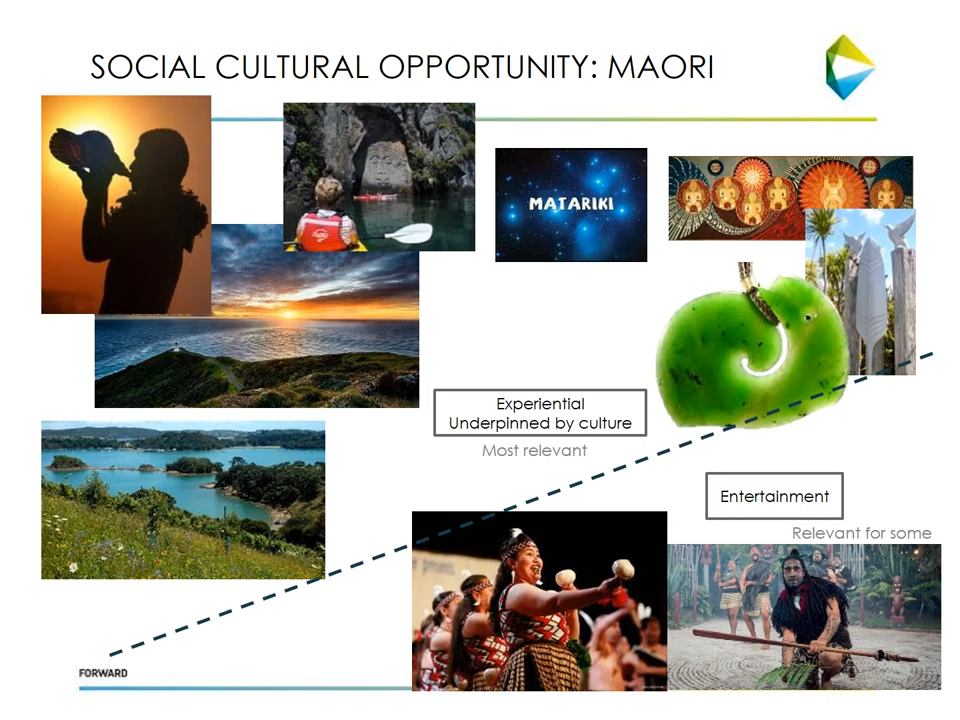 SOCIAL CULTURAL OPPORTUNITY: MAORI
MATARIKI
Experiential
Underpinned by culture
Most relevant
Entertainment
Relevant for some
FORWARD